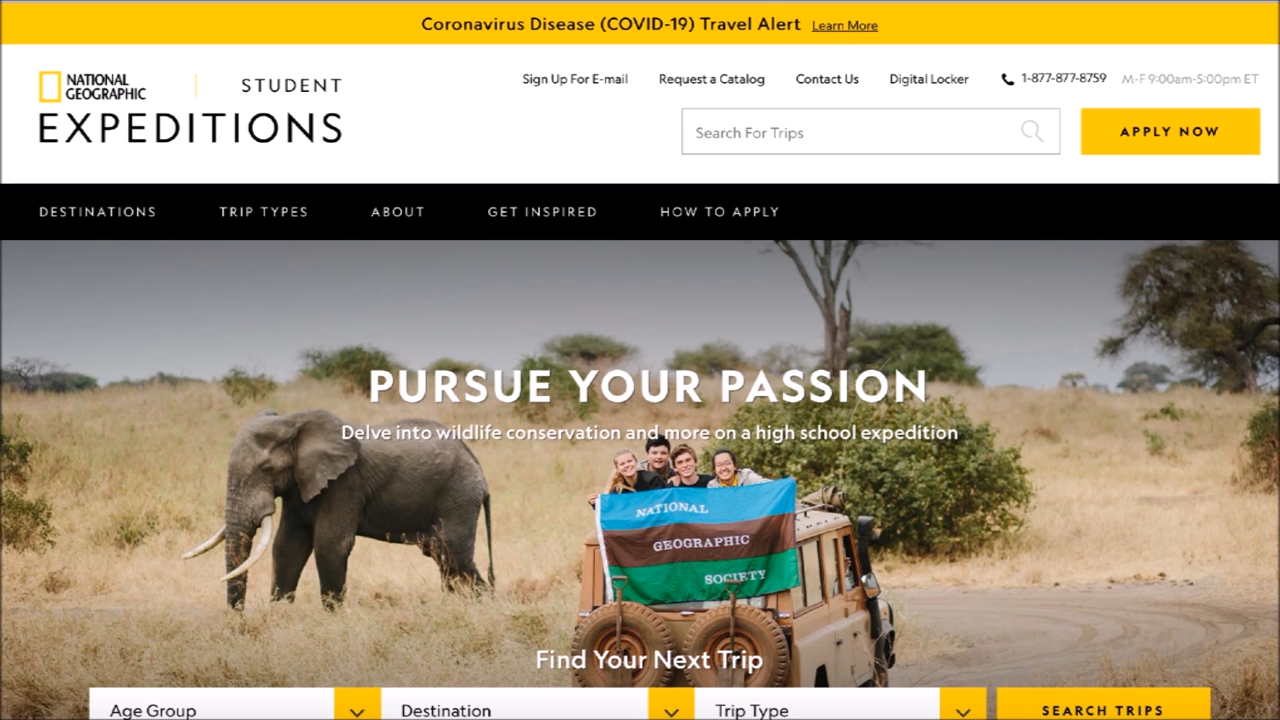 Coronavirus Disease (COVID-19) Travel Alert Learn More
NATIONAL GEOGRAPHIC
STUDENT
EXPEDITIONS
Sign Up For E-mail Request a Catalog Contact Us Digital Locker 1-877-877-8759 M-F 9:00am-5:00pm ET
Search For Trips
APPLY NOW
DESTINATIONS TRIP TYPES ABOUT GET INSPIRED HOW TO APPLY
PURSUE YOUR PASSION
Delve into wildlife conservation and more on a high school expedition
NATIONAL
GEOGRAPHIC
SOCIETY
Find Your Next Trip
Age Group Destination Trip Type SEARCH TRIPS